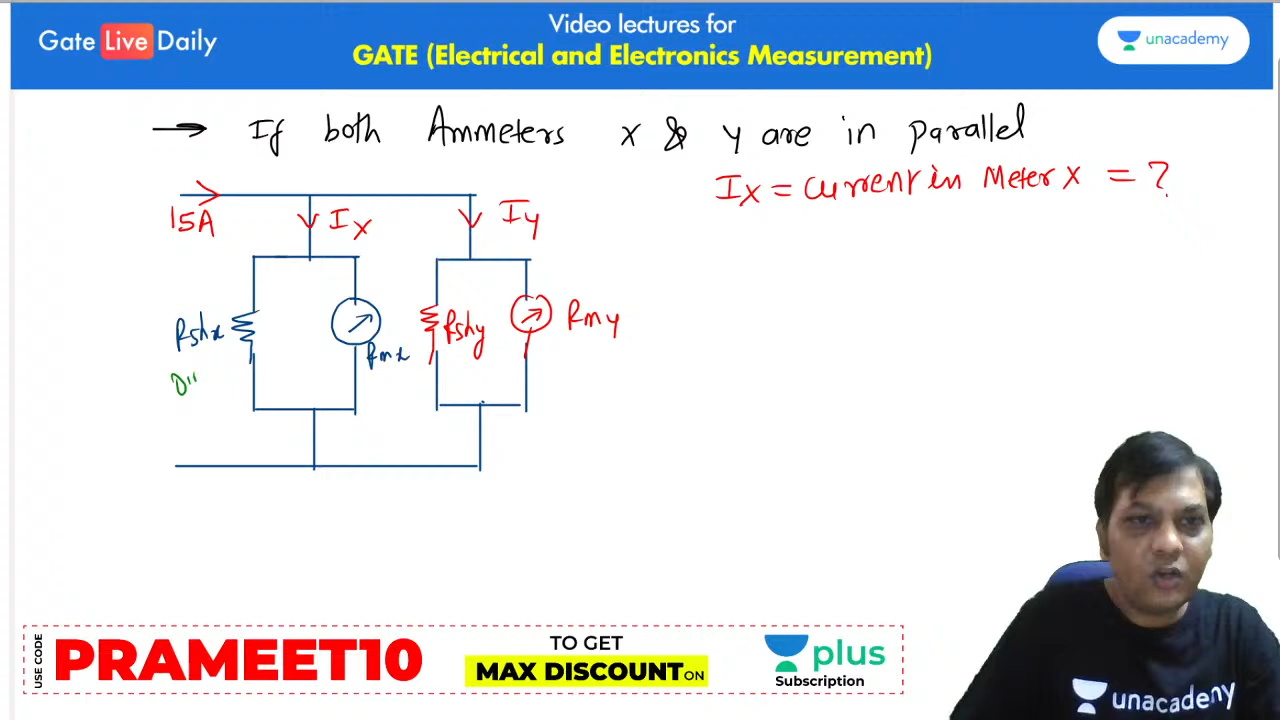 Gate Live Daily
Video lectures for
GATE (Electrical and Electronics Measurement)
unacademy
→ If both Ammeters x & y are in parallel
Ix = current in Meter x = ?
15A
Ix
Iy
Rshx
Rmx
Rshy
Rmy
USE CODE
PRAMEET10
TO GET
MAX DISCOUNT ON
plus
Subscription
unacademy